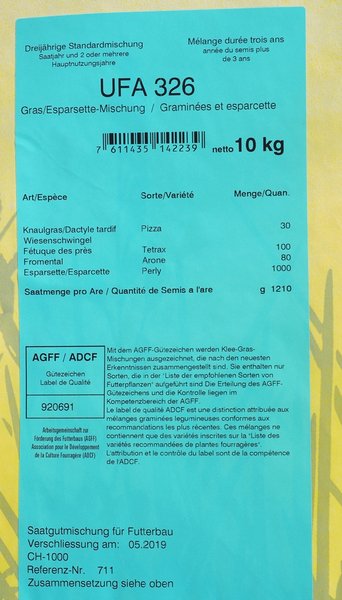 Dreijährige Standardmischung
Saatjahr und 2 oder mehrere
Hauptnutzungsjahre
Mélange durée trois ans
année du semis plus
de 3 ans
UFA 326
Gras/Esparsette-Mischung / Graminées et esparcette
7 611435 142239
netto 10 kg
Art/Espèce Sorte/Variété Menge/Quan.
Knaulgras/Dactyle tardif Pizza 30
Wiesenschwingel
Fétuque des près Tetrax 100
Fromental Arone 80
Esparsette/Esparcette Perly 1000
Saatmenge pro Are / Quantité de Semis a l'are g 1210
AGFF / ADCF
Gütezeichen
Label de Qualité
920691
Arbeitsgemeinschaft zur
Förderung des Futterbaus (AGFF)
Association pour le Développement
de la Culture Fourragère (ADCF)
Mit dem AGFF-Gütezeichen werden Klee-Gras-
Mischungen ausgezeichnet, die nach den neuesten
Erkenntnissen zusammengestellt sind. Sie enthalten nur
Sorten, die in der 'Liste der empfohlenen Sorten von
Futterpflanzen' aufgeführt sind Die Erteilung des AGFF-
Gütezeichens und die Kontrolle liegen im
Kompetenzbereich der AGFF.
Le label de qualité ADCF est une distinction attribuée aux
mélanges graminées legumineuses conformes aux
recommandations les plus récentes. Ces mélanges ne
contiennent que des variétés inscrites sur la 'Liste des
variétés recommandées de plantes fourragères'.
L'attribution et le contrôle du label sont de la compétence
de l'ADCF.
Saatgutmischung für Futterbau
Verschliessung am: 05.2019
CH-1000
Referenz-Nr. 711
Zusammensetzung siehe oben